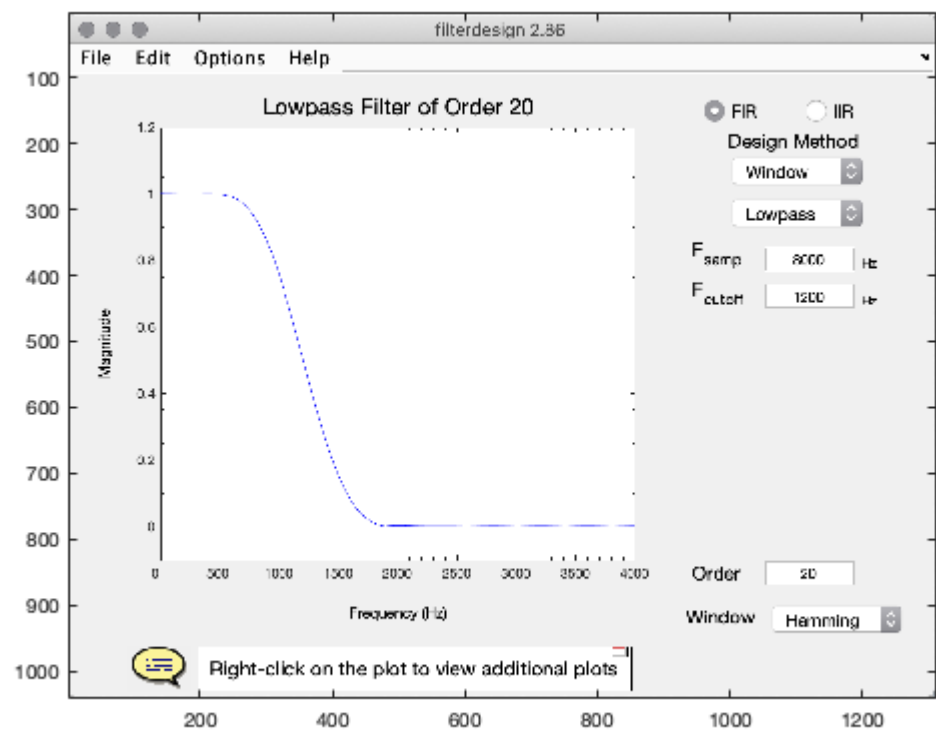 filterdesign 2.86
File Edit Options Help
Lowpass Filter of Order 20
FIR IIR
Design Method
Window
Lowpass
Fsamp 8000 Hz
Fcutoff 1200 Hz
Magnitude
1.2
1
0.8
0.6
0.4
0.2
0
0 500 1000 1500 2000 2500 3000 3500 4000
Frequency (Hz)
Order 20
Window Hamming
Right-click on the plot to view additional plots
100
200
300
400
500
600
700
800
900
1000
200 400 600 800 1000 1200